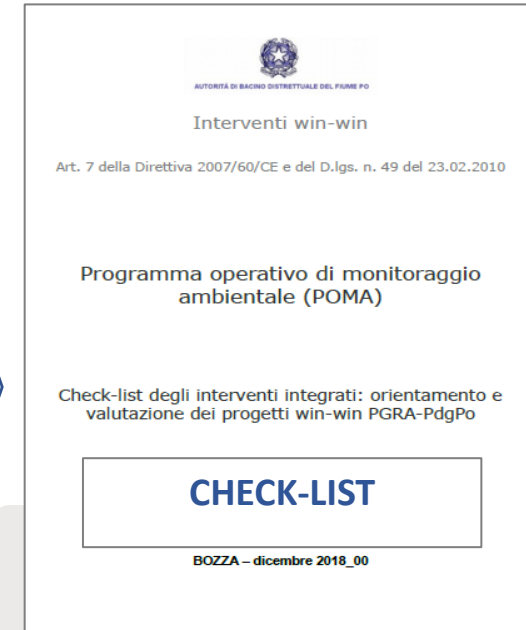 AUTORITÀ DI BACINO DISTRETTUALE DEL FIUME PO
Interventi win-win
Art. 7 della Direttiva 2007/60/CE e del D.lgs. n. 49 del 23.02.2010
Programma operativo di monitoraggio
ambientale (POMA)
Check-list degli interventi integrati: orientamento e
valutazione dei progetti win-win PGRA-PdgPo
CHECK-LIST
BOZZA – dicembre 2018_00